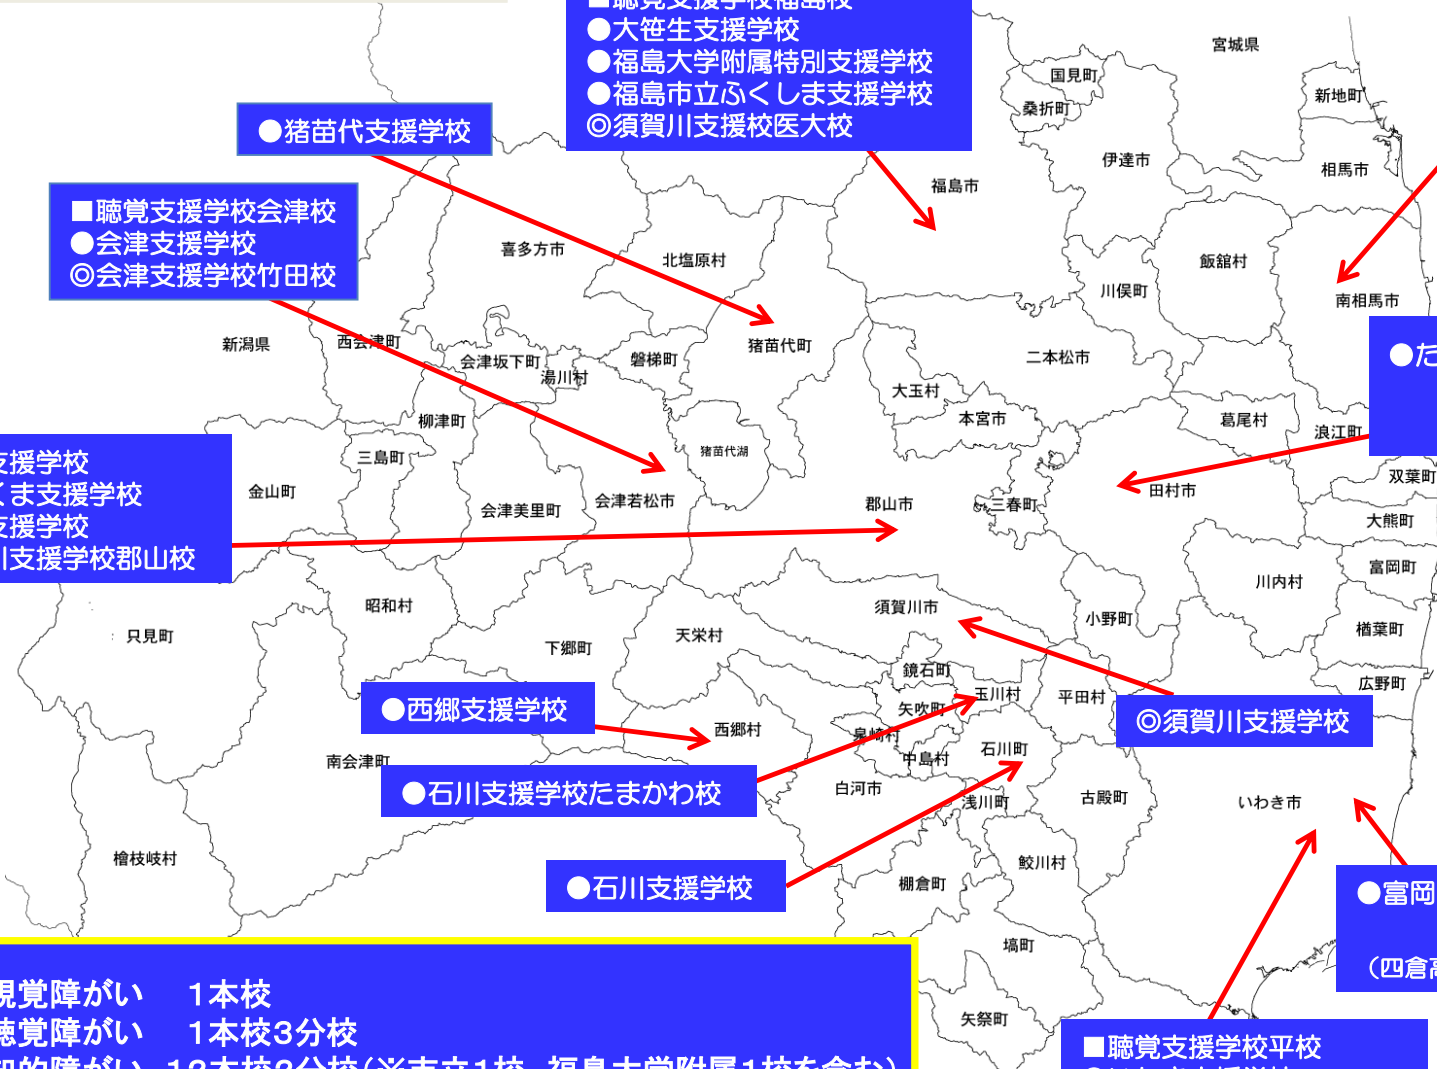 ■聴覚支援学校福島校
●大笹生支援学校
●福島大学附属特別支援学校
●福島市立ふくしま支援学校
◎須賀川支援校医大校
宮城県
国見町
新地町
桑折町
●猪苗代支援学校
伊達市
相馬市
福島市
■聴覚支援学校会津校
●会津支援学校
◎会津支援学校竹田校
喜多方市
北塩原村
飯舘村
川俣町
南相馬市
新潟県
西会津町
会津坂下町
湯川村
磐梯町
猪苗代町
二本松市
●た
大玉村
本宮市
柳津町
葛尾村
浪江町
三島町
猪苗代湖
支援学校
くま支援学校
支援学校
川支援学校郡山校
金山町
会津美里町
会津若松市
郡山市
三春町
田村市
双葉町
大熊町
富岡町
川内村
昭和村
須賀川市
小野町
楢葉町
只見町
下郷町
天栄村
鏡石町
玉川村
平田村
広野町
●西郷支援学校
西郷村
矢吹町
泉崎村
中島村
石川町
◎須賀川支援学校
南会津町
●石川支援学校たまかわ校
白河市
浅川町
古殿町
いわき市
檜枝岐村
●石川支援学校
棚倉町
鮫川村
●富岡
(四倉高
塙町
矢祭町
視覚障がい 1本校
聴覚障がい 1本校3分校
■聴覚支援学校平校